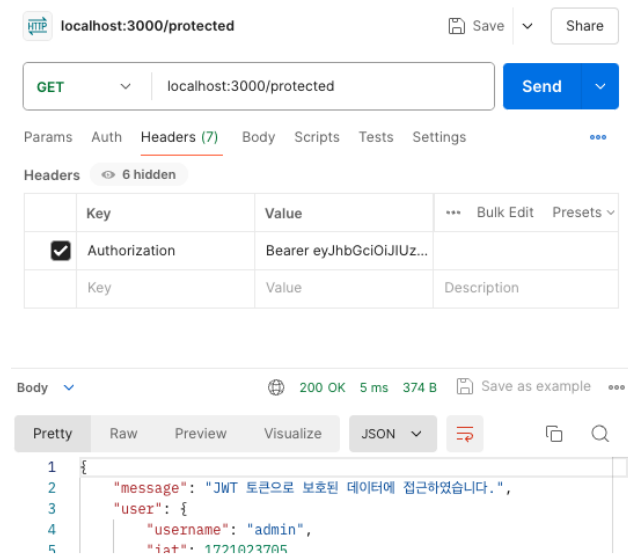 HTTP localhost:3000/protected Save Share
GET localhost:3000/protected Send
Params Auth Headers (7) Body Scripts Tests Settings
Headers 6 hidden
Key Value Bulk Edit Presets
Authorization Bearer eyJhbGciOiJIUz...
Key Value Description
Body 200 OK 5 ms 374 B Save as example
Pretty Raw Preview Visualize JSON
1 {
2 "message": "JWT 토큰으로 보호된 데이터에 접근하였습니다.",
3 "user": {
4 "username": "admin",
5 "iat": 1721023705